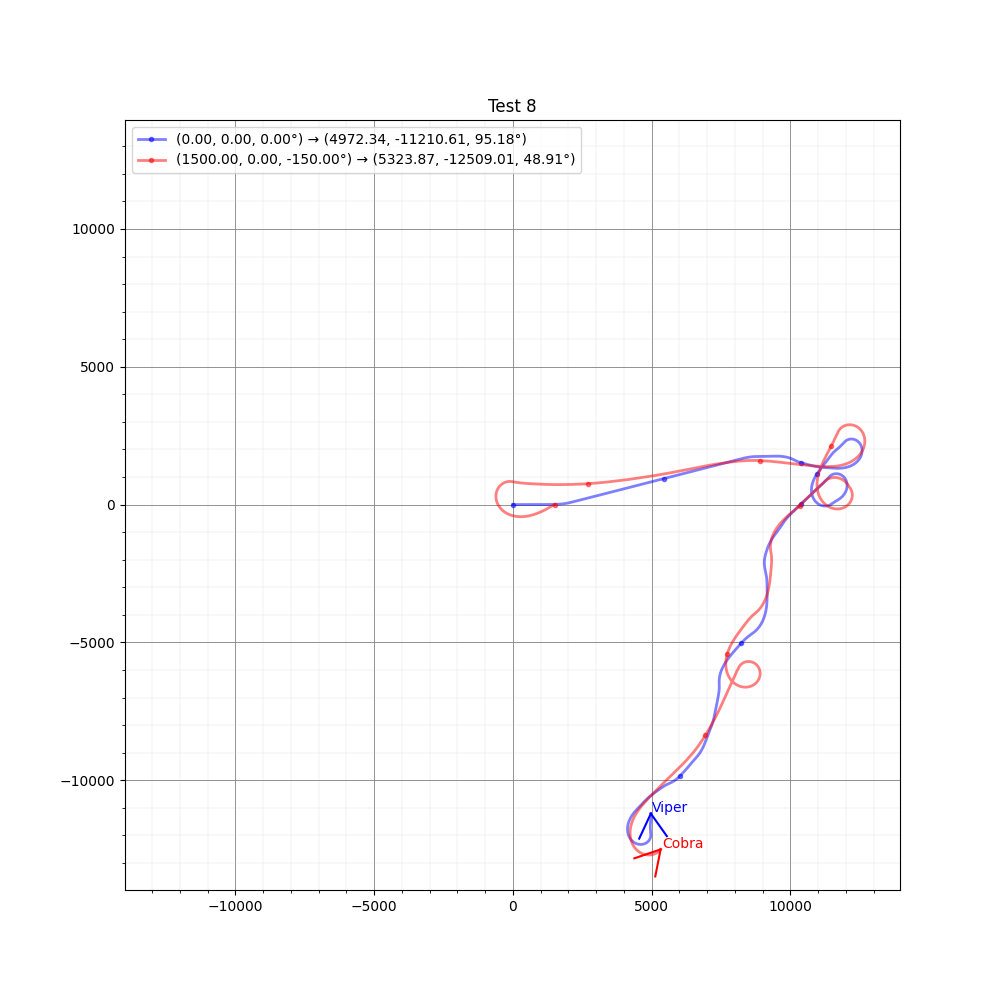 Test 8
(0.00, 0.00, 0.00°) → (4972.34, -11210.61, 95.18°)
(1500.00, 0.00, -150.00°) → (5323.87, -12509.01, 48.91°)
10000
5000
0
−5000
−10000
Viper
Cobra
−10000
−5000
0
5000
10000